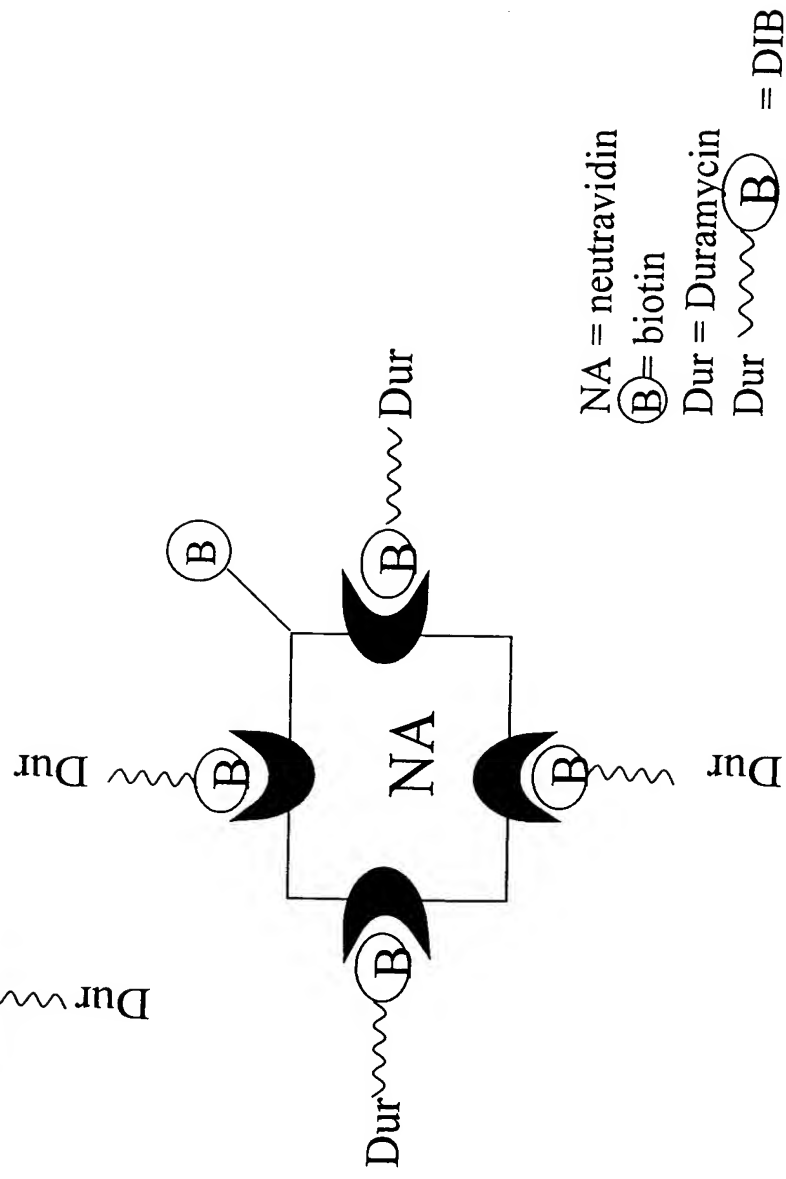 Dur
Dur
B
B
Dur
B
NA
B
Dur
B
Dur
NA = neutravidin
B = biotin
Dur = Duramycin
Dur B = DIB